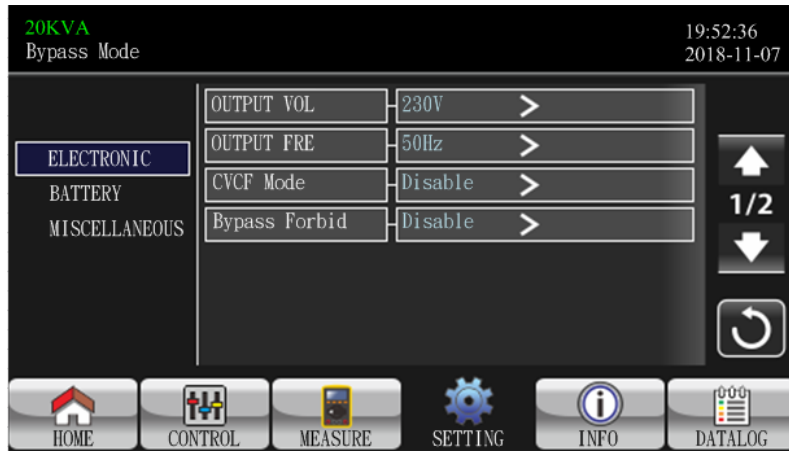 20KVA
Bypass Mode
19:52:36
2018-11-07
ELECTRONIC
BATTERY
MISCELLANEOUS
OUTPUT VOL 230V >
OUTPUT FRE 50Hz >
CVCF Mode Disable >
Bypass Forbid Disable >
1/2
HOME CONTROL MEASURE SETTING INFO DATALOG